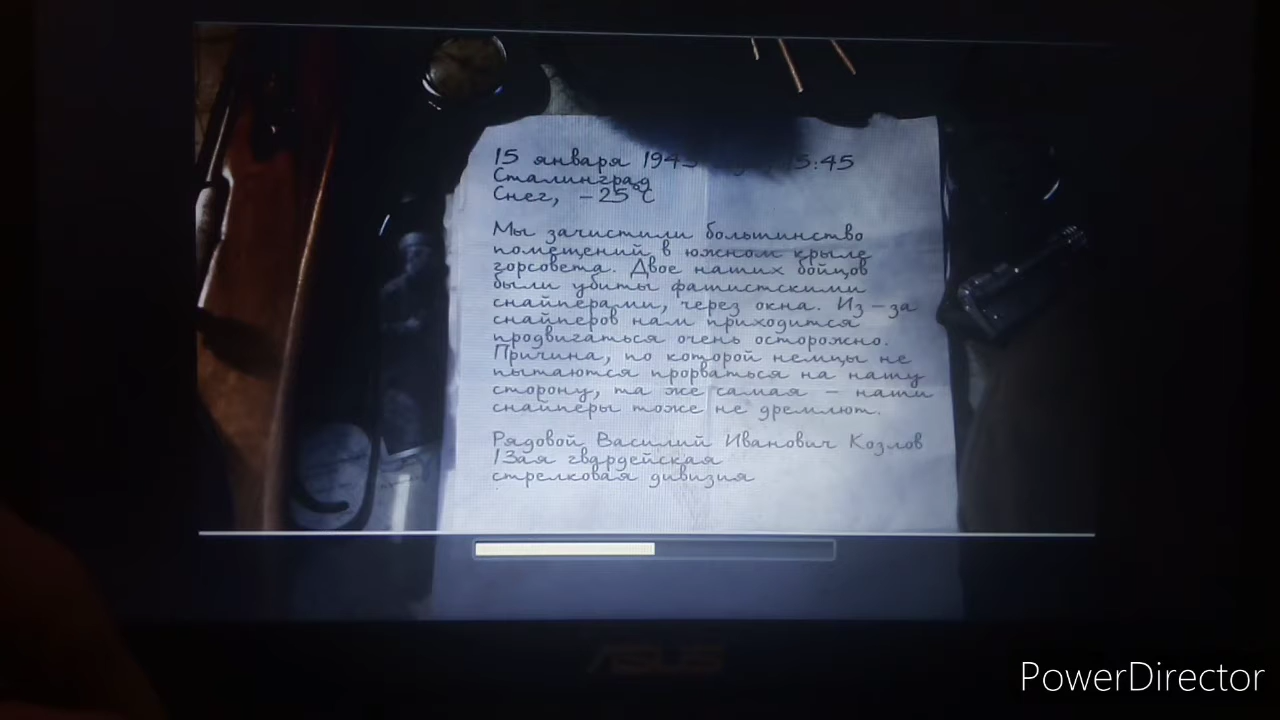 15 января 1943 5:45
Сталинград
Снег, -25°C
Мы зачистили большинство
помещений в южном крыле
горсовета. Двое наших бойцов
были убиты фашистскими
снайперами, через окна. Из-за
снайперов нам приходится
продвигаться очень осторожно.
Причина, по которой немцы не
пытаются прорваться на нашу
сторону, та же самая - наши
снайперы тоже не дремлют.
Рядовой Василий Иванович Козлов
13ая гвардейская
стрелковая дивизия
ASUS
PowerDirector